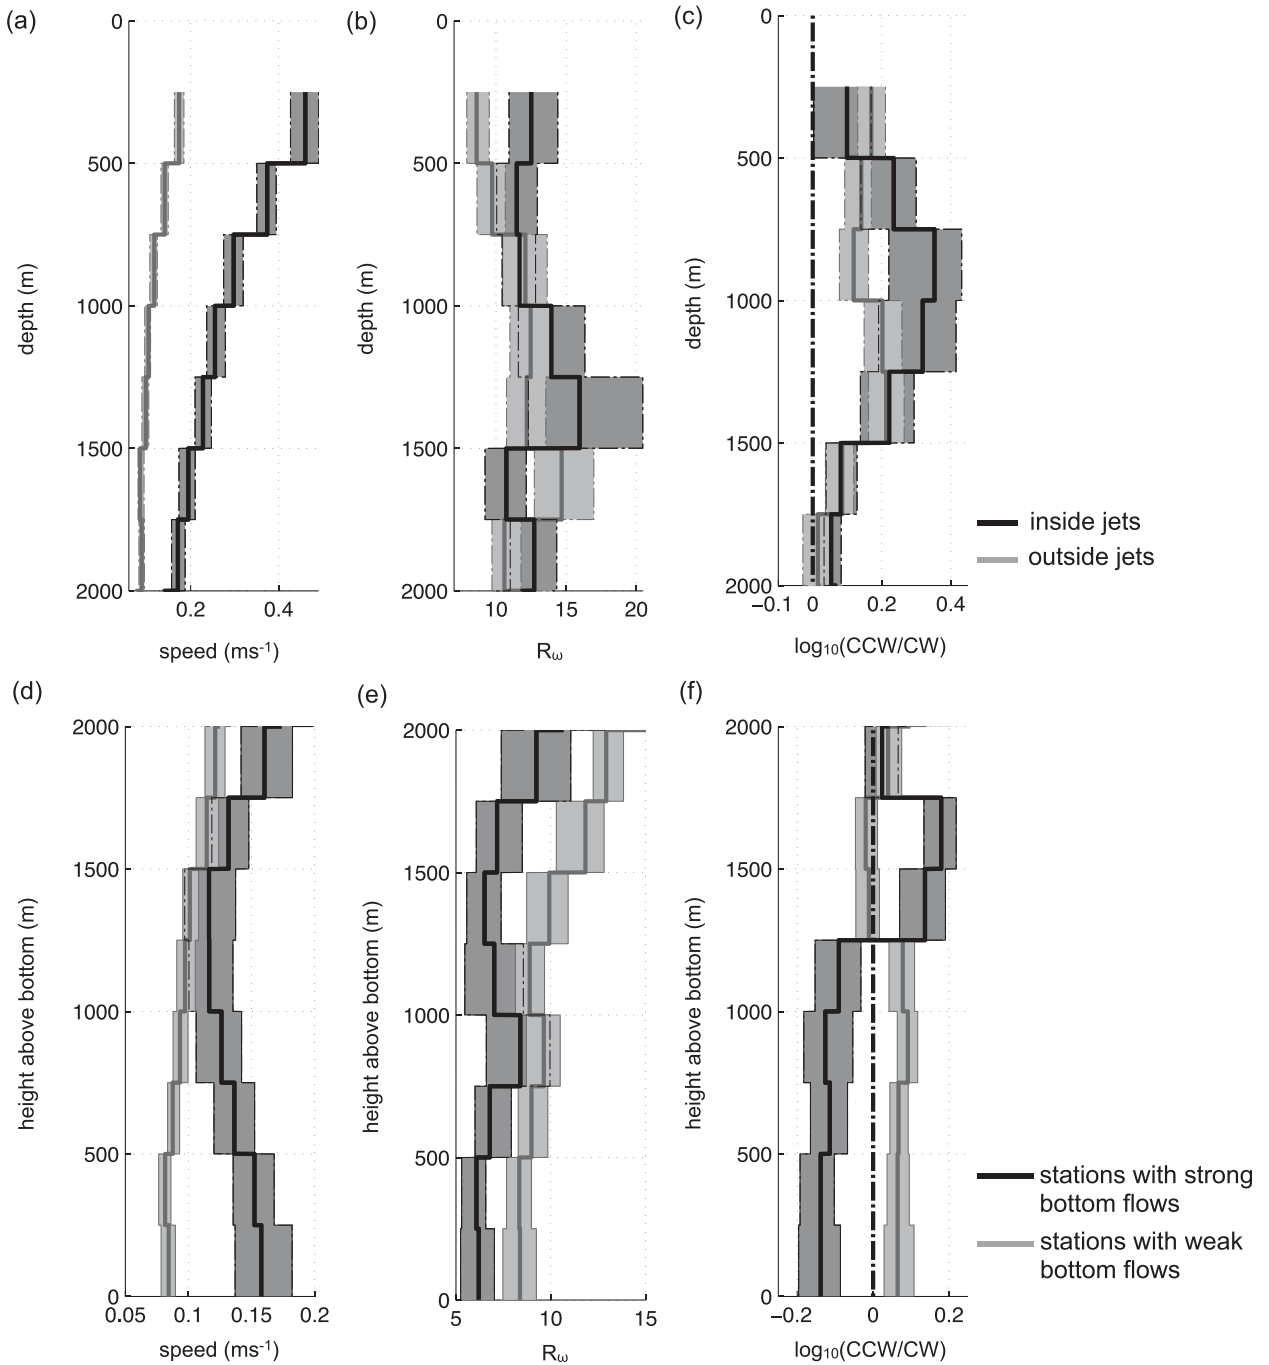 (a)
0
500
1000
1500
2000
depth (m)
0.2
0.4
speed (ms⁻¹)
(b)
0
500
1000
1500
2000
depth (m)
10
15
20
Rω
(c)
0
500
1000
1500
2000
depth (m)
−0.1
0
0.2
0.4
log₁₀(CCW/CW)
inside jets
outside jets
(d)
2000
1500
1000
500
0
height above bottom (m)
0.05
0.1
0.15
0.2
speed (ms⁻¹)
(e)
2000
1500
1000
500
0
height above bottom (m)
5
10
15
Rω
(f)
2000
1500
1000
500
0
height above bottom (m)
−0.2
0
0.2
log₁₀(CCW/CW)
stations with strong
bottom flows
stations with weak
bottom flows